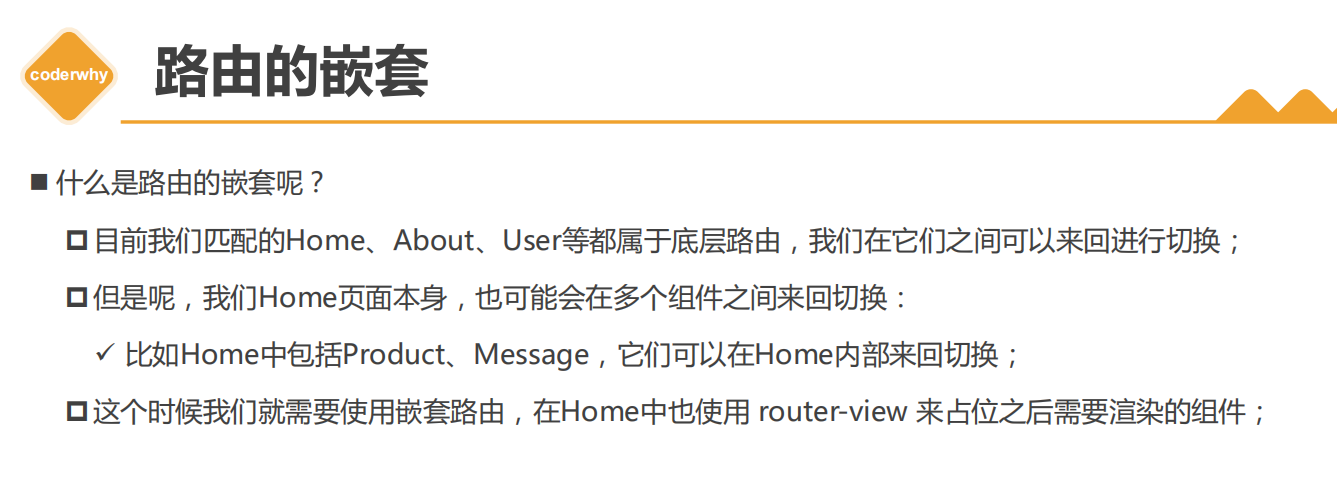 coderwhy
路由的嵌套
什么是路由的嵌套呢？
目前我们匹配的Home、About、User等都属于底层路由，我们在它们之间可以来回进行切换；
但是呢，我们Home页面本身，也可能会在多个组件之间来回切换：
比如Home中包括Product、Message，它们可以在Home内部来回切换；
这个时候我们就需要使用嵌套路由，在Home中也使用 router-view 来占位之后需要渲染的组件；